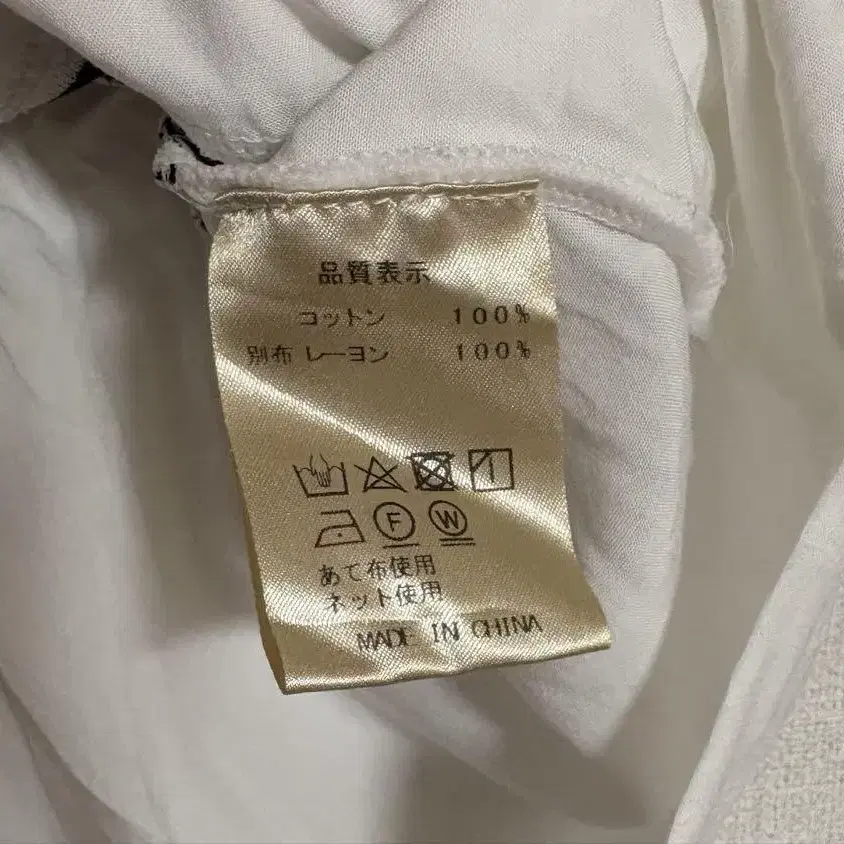 品質表示
コットン 100%
別布 レーヨン 100%
F W
あて布使用
ネット使用
MADE IN CHINA